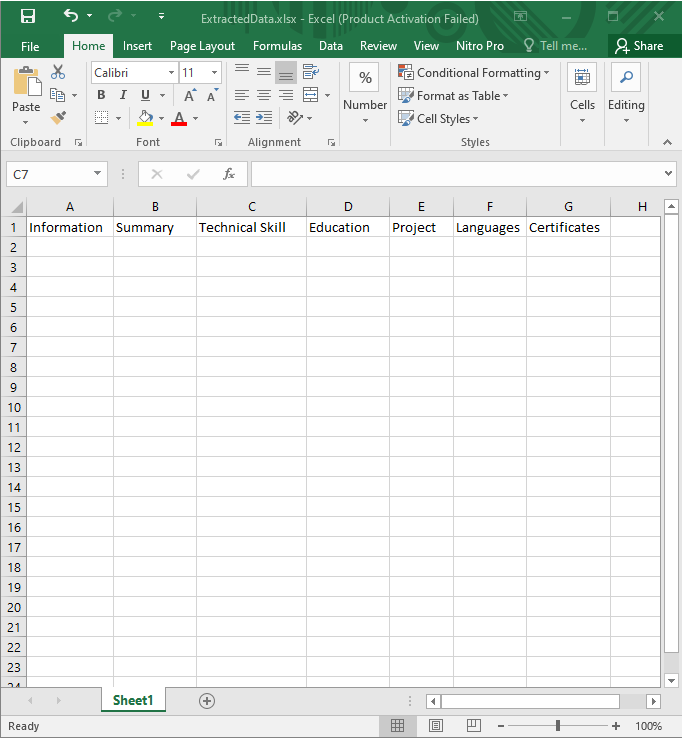 ExtractedData.xlsx - Excel (Product Activation Failed)
File Home Insert Page Layout Formulas Data Review View Nitro Pro Tell me... Share
Calibri 11
Paste B I U A A A % Number Conditional Formatting Format as Table Cell Styles Cells Editing
Clipboard Font Alignment Styles
C7 fx
A B C D E F G H
1 Information Summary Technical Skill Education Project Languages Certificates
2
3
4
5
6
7
8
9
10
11
12
13
14
15
16
17
18
19
20
21
22
23
24
Sheet1
Ready 100%